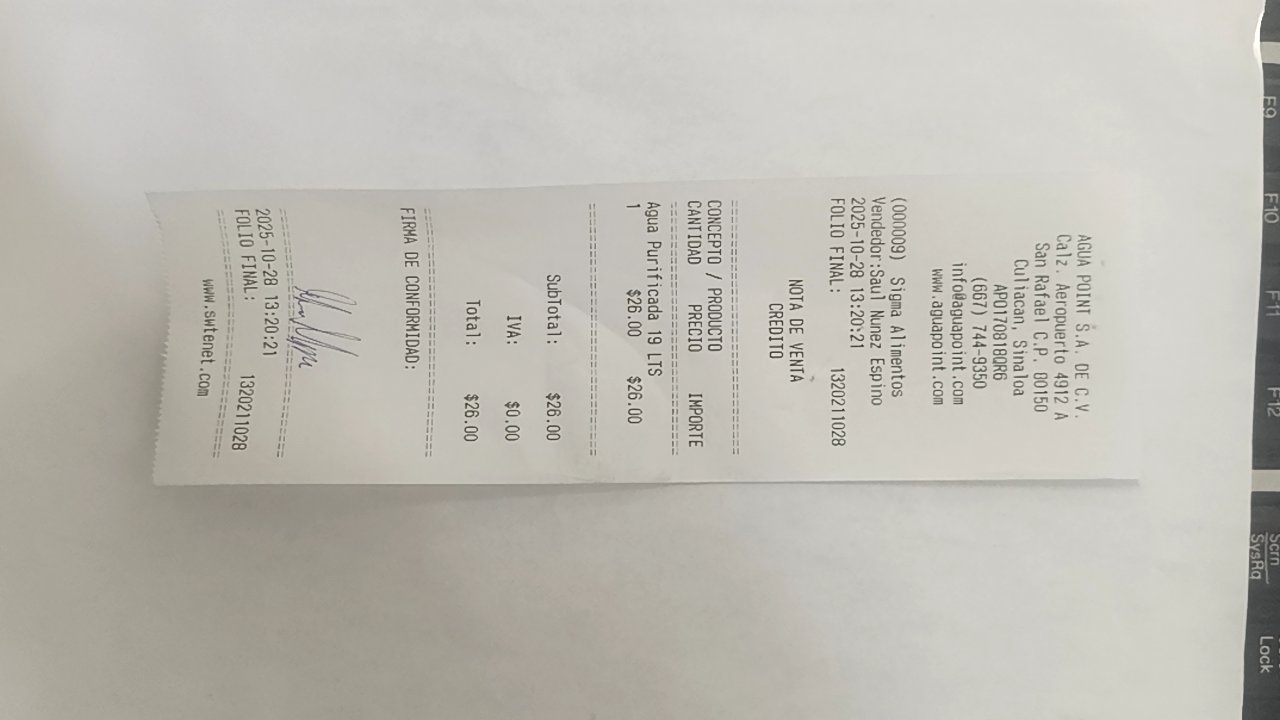 AGUA POINT S.A. DE C.V.
Calz. Aeropuerto 4912 A
San Rafael C.P. 80150
Culiacan, Sinaloa
APO170818QR6
(667) 744-9350
info@aguapoint.com
www.aguapoint.com
(000009) Sigma Alimentos
Vendedor:Saul Nunez Espino
2025-10-28 13:20:21
FOLIO FINAL: 1320211028
NOTA DE VENTA
CREDITO
CONCEPTO / PRODUCTO
CANTIDAD PRECIO IMPORTE
Agua Purificada 19 LTS
1 $26.00 $26.00
SubTotal: $26.00
IVA: $0.00
Total: $26.00
FIRMA DE CONFORMIDAD:
2025-10-28 13:20:21
FOLIO FINAL: 1320211028
www.swtenet.com
F9
F10
F11
F12
Scrn
SysRq
Lock